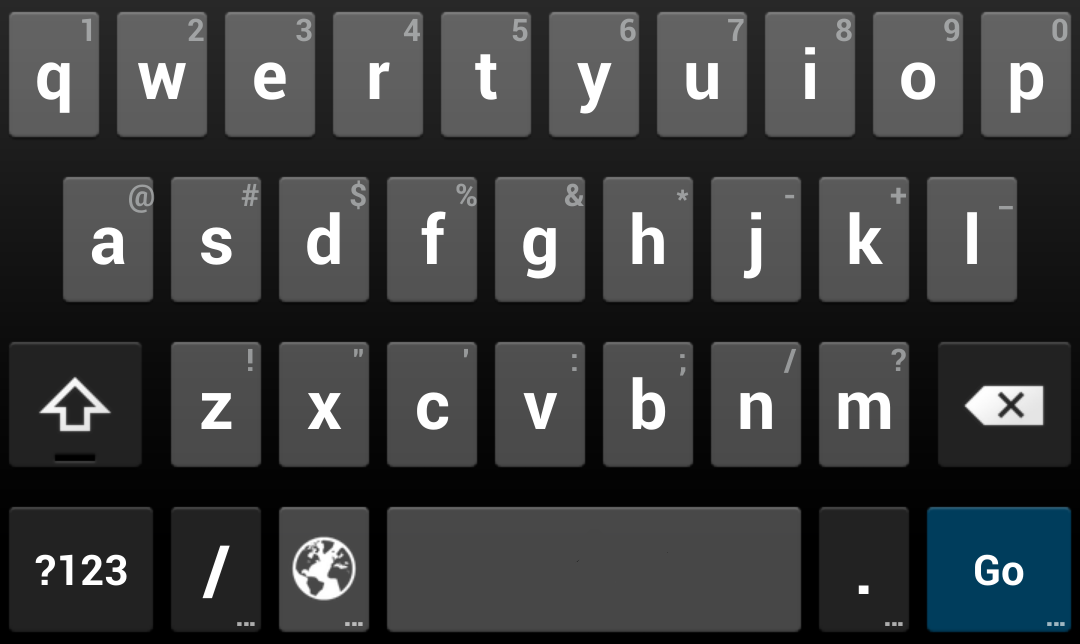 1 2 3 4 5 6 7 8 9 0
q w e r t y u i o p
@ # $ % & * - + _
a s d f g h j k l
! " ' : ; / ?
z x c v b n m
?123 / . Go
... ... ... ...